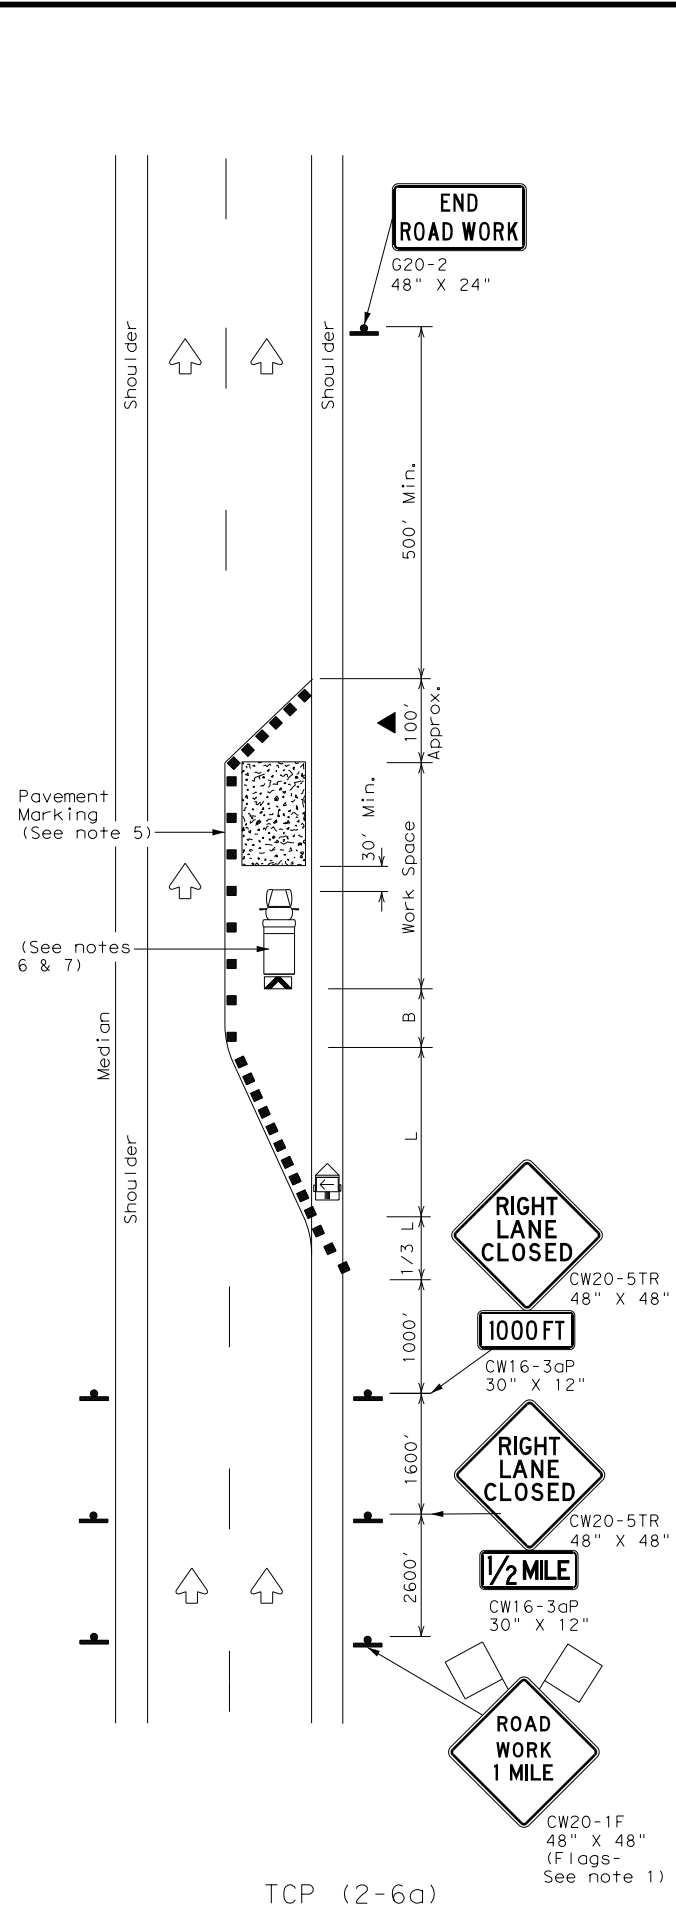 END
ROAD WORK
G20-2
48" X 24"
Shoulder
Shoulder
500' Min.
100'
Approx.
30' Min.
Pavement
Marking
(See note 5)
Work Space
(See notes
6 & 7)
B
Median
L
Shoulder
RIGHT
LANE
CLOSED
1/3 L
CW20-5TR
48" X 48"
1000 FT
1000'
CW16-3aP
30" X 12"
RIGHT
LANE
CLOSED
1600'
CW20-5TR
48" X 48"
1/2 MILE
2600'
CW16-3aP
30" X 12"
ROAD
WORK
1 MILE
CW20-1F
48" X 48"
(Flags-
See note 1)
TCP (2-6a)